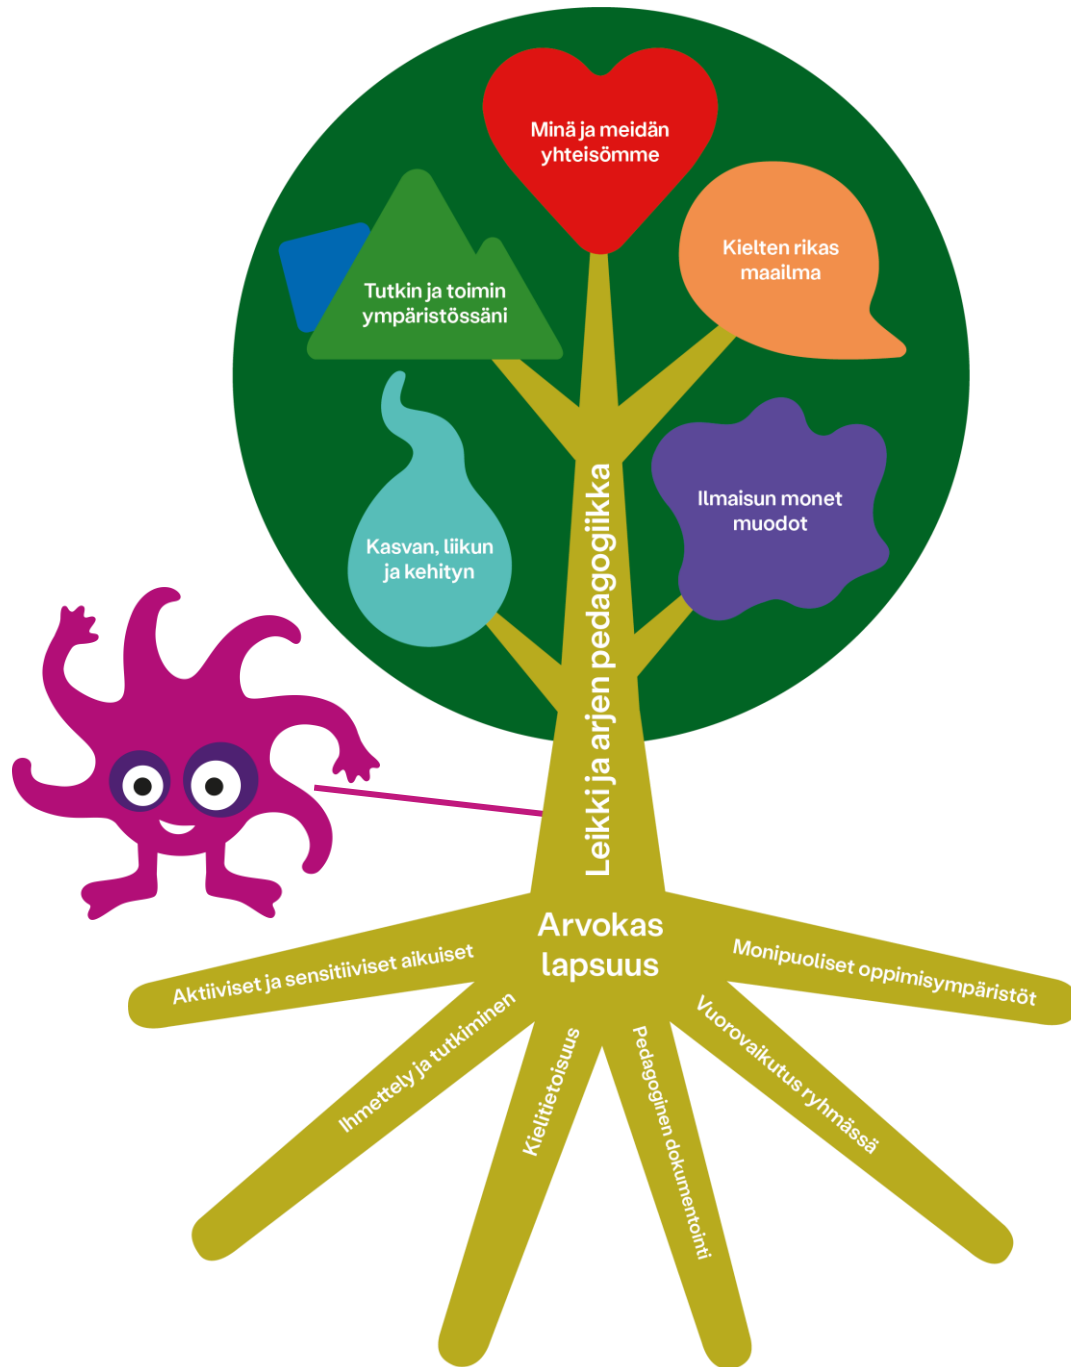 Minä ja meidän
yhteisömme
Kielten rikas
maailma
Tutkin ja toimin
ympäristössäni
Ilmaisun monet
muodot
Kasvan, liikun
ja kehityn
Leikki ja arjen pedagogiikka
Arvokas
lapsuus
Aktiiviset ja sensitiiviset aikuiset
Ihmettely ja tutkiminen
Kielitietoisuus
Pedagoginen dokumentointi
Vuorovaikutus ryhmässä
Monipuoliset oppimisympäristöt